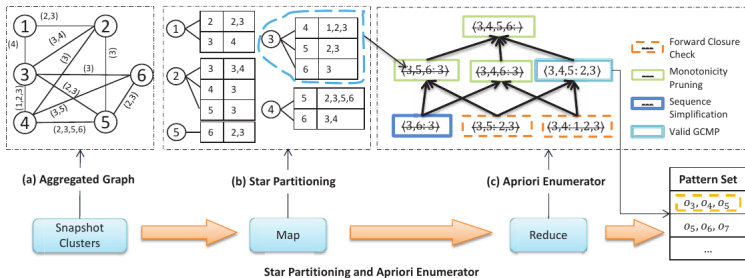 (2,3)
1
2
(4)
(3,4)
(3)
(3)
3
(3)
6
(1,2,3)
(2,3)
(3,5)
(2,3)
4
(2,3,5,6)
5
1
2 2,3
3 4
2
3 3,4
4 3
5 3
5
6 2,3
3
4 1,2,3
5 2,3
6 3
4
5 2,3,5,6
6 3,4
⟨3,4,5,6: ⟩
⟨3,5,6: 3⟩
⟨3,4,6: 3⟩
⟨3,4,5: 2,3⟩
⟨3,6: 3⟩
⟨3,5: 2,3⟩
⟨3,4: 1,2,3⟩
Forward Closure
Check
Monotonicity
Pruning
Sequence
Simplification
Valid GCMP
(a) Aggregated Graph
(b) Star Partitioning
(c) Apriori Enumerator
Snapshot
Clusters
Map
Reduce
Pattern Set
o3, o4, o5
o5, o6, o7
...
Star Partitioning and Apriori Enumerator